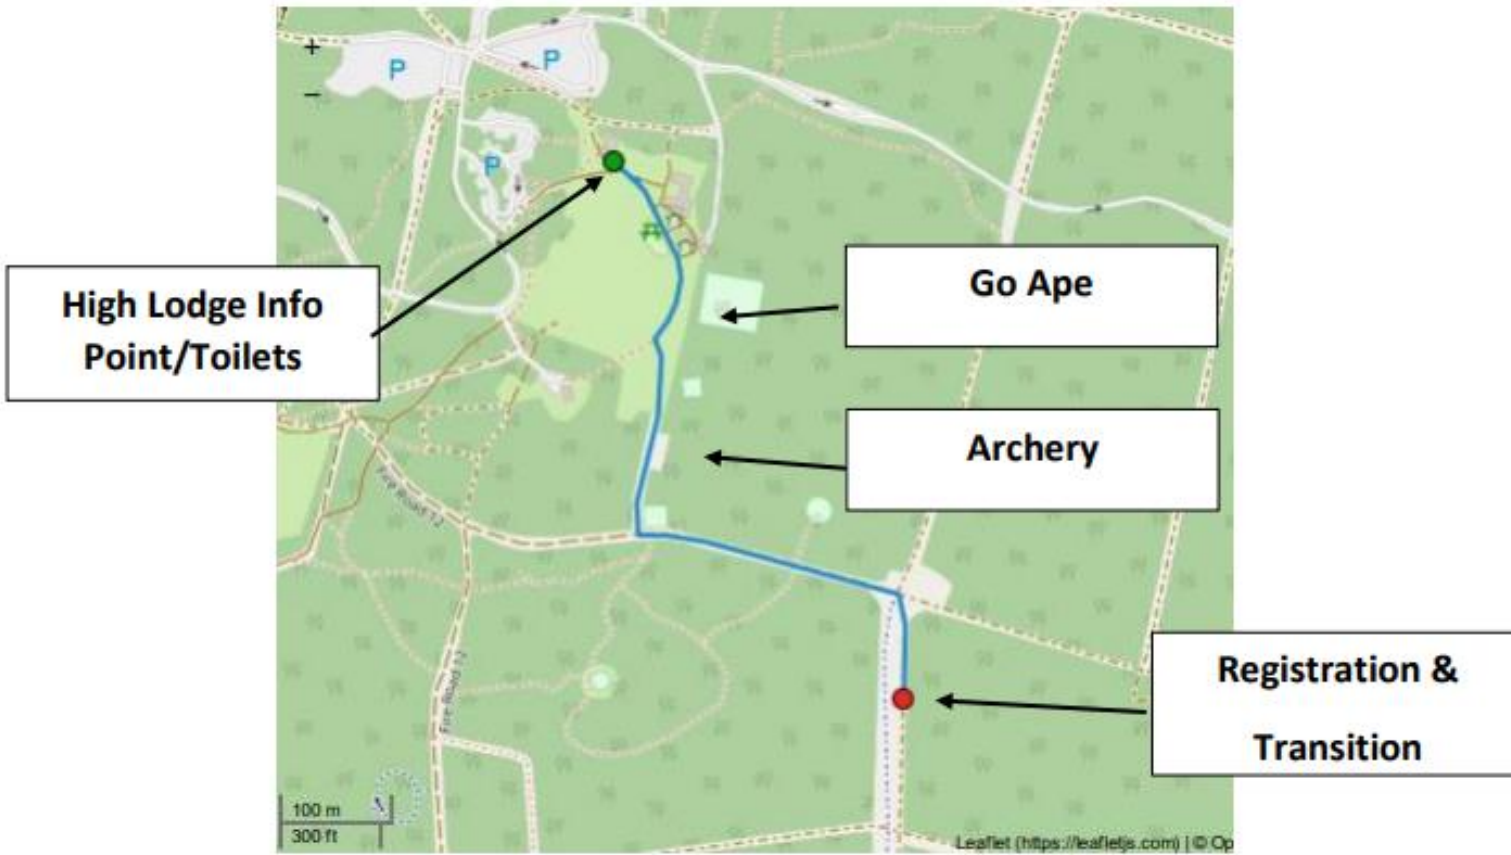 +
P
P
−
P
High Lodge Info
Point/Toilets
Go Ape
Archery
Fire Road 12
Fire Road 12
Registration &
Transition
100 m
300 ft
Leaflet (https://leafletjs.com) | © Op